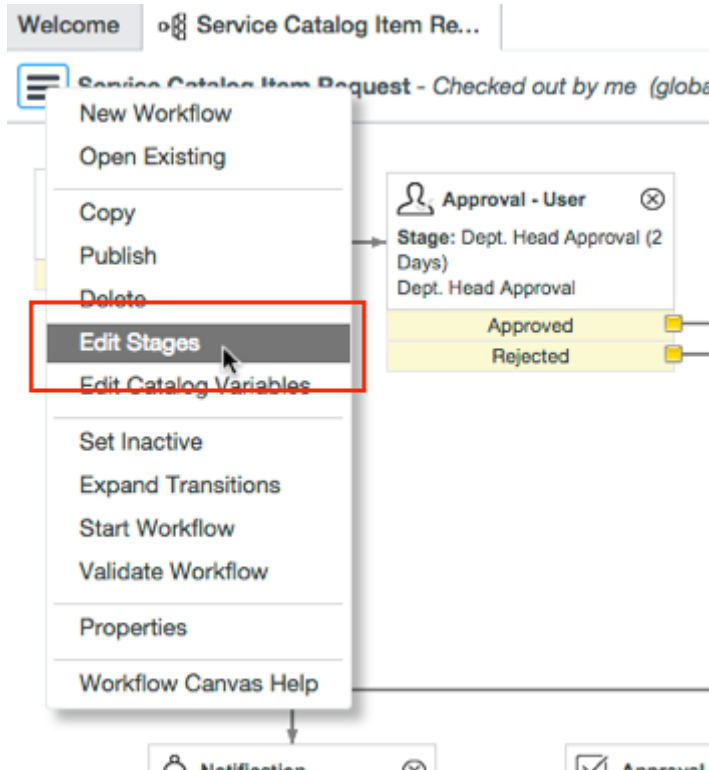 Welcome
Service Catalog Item Re...
Service Catalog Item Request - Checked out by me (globa
New Workflow
Open Existing
Copy
Publish
Delete
Edit Stages
Edit Catalog Variables
Set Inactive
Expand Transitions
Start Workflow
Validate Workflow
Properties
Workflow Canvas Help
Approval - User
Stage: Dept. Head Approval (2
Days)
Dept. Head Approval
Approved
Rejected
Notification
Approval